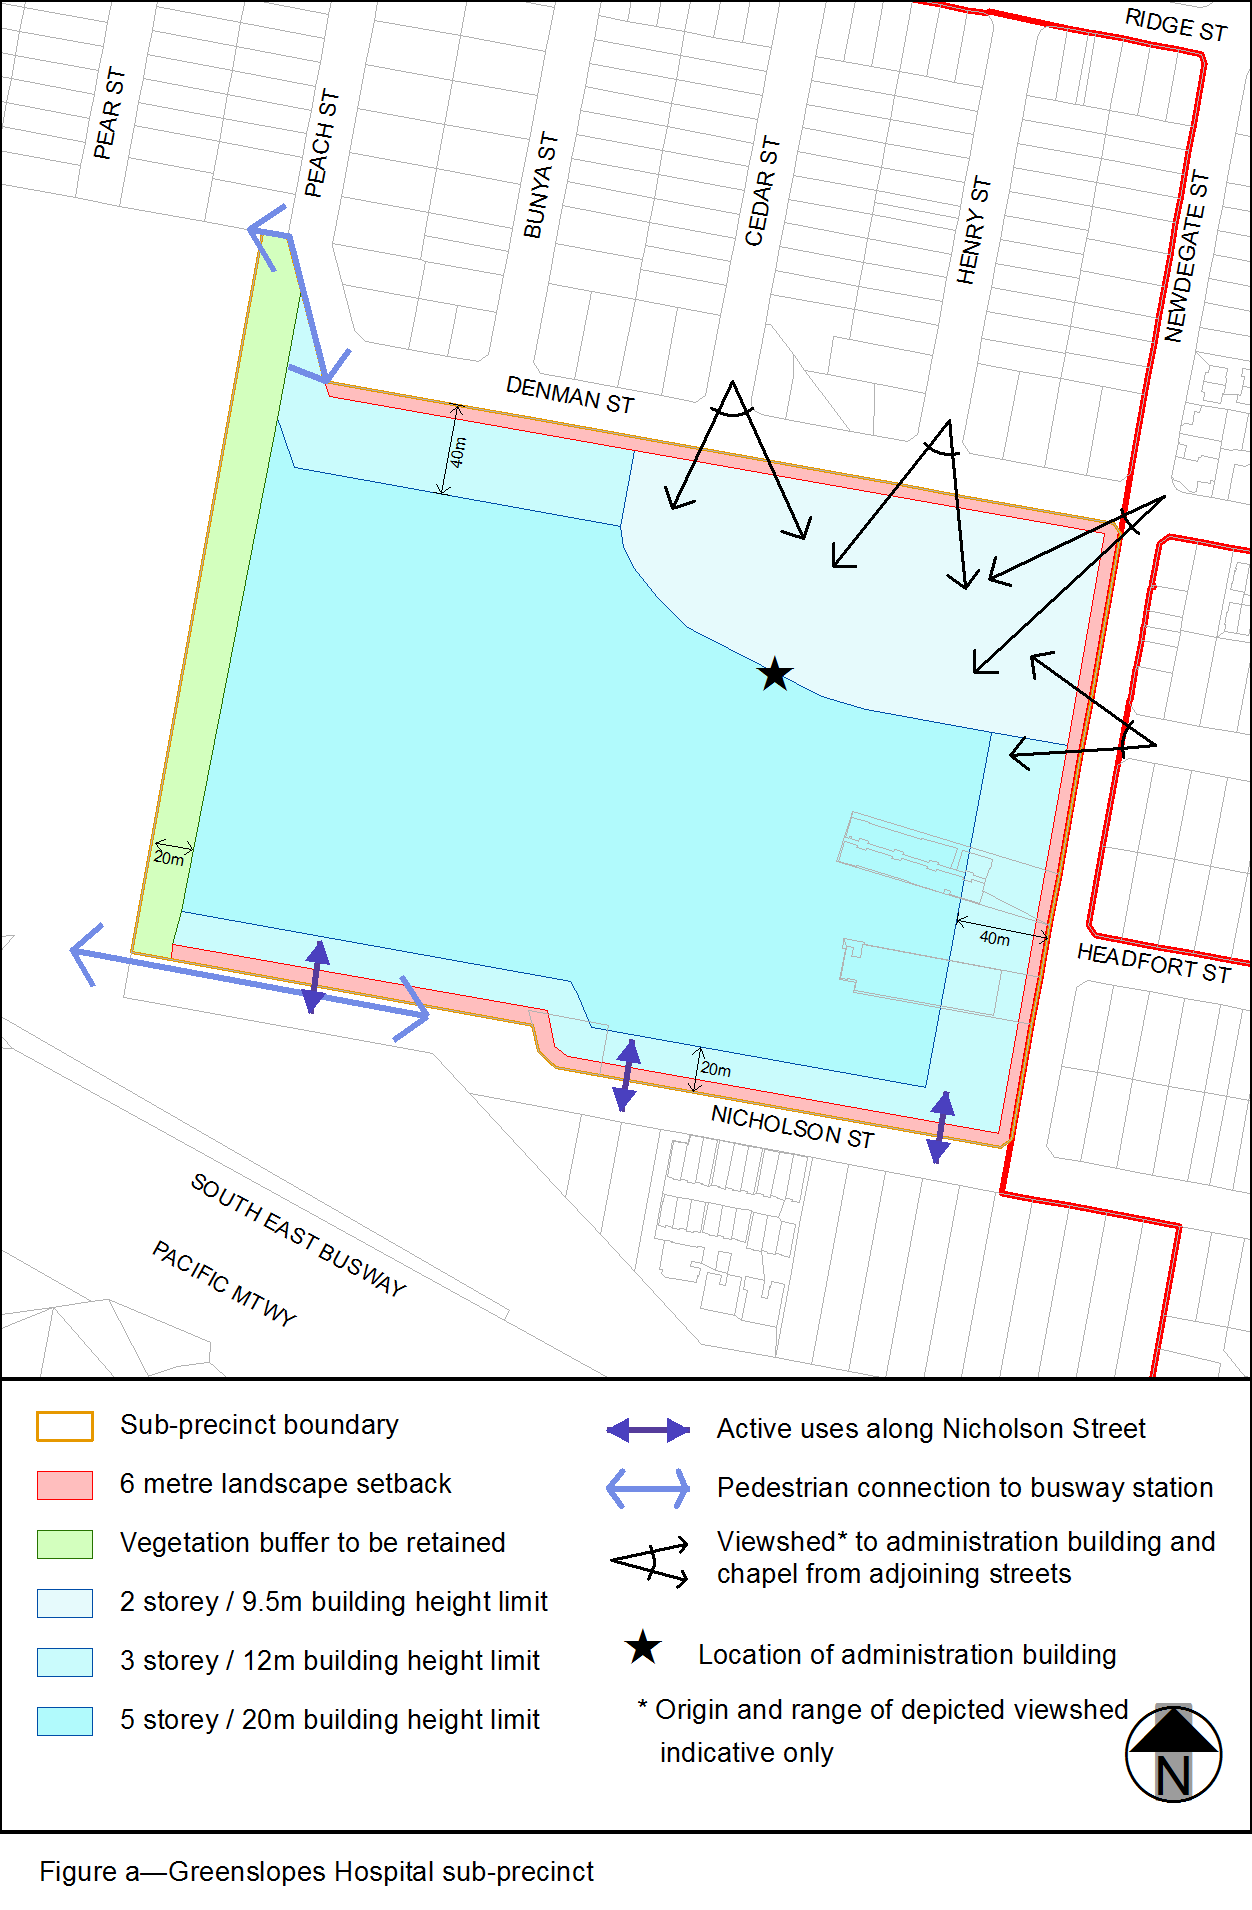 RIDGE ST
PEAR ST
PEACH ST
BUNYA ST
CEDAR ST
HENRY ST
NEWDEGATE ST
DENMAN ST
40m
20m
40m
HEADFORT ST
20m
NICHOLSON ST
SOUTH EAST BUSWAY
PACIFIC MTWY
Sub-precinct boundary
6 metre landscape setback
Vegetation buffer to be retained
2 storey / 9.5m building height limit
3 storey / 12m building height limit
5 storey / 20m building height limit
Active uses along Nicholson Street
Pedestrian connection to busway station
Viewshed* to administration building and
chapel from adjoining streets
Location of administration building
* Origin and range of depicted viewshed
indicative only
N
Figure a—Greenslopes Hospital sub-precinct